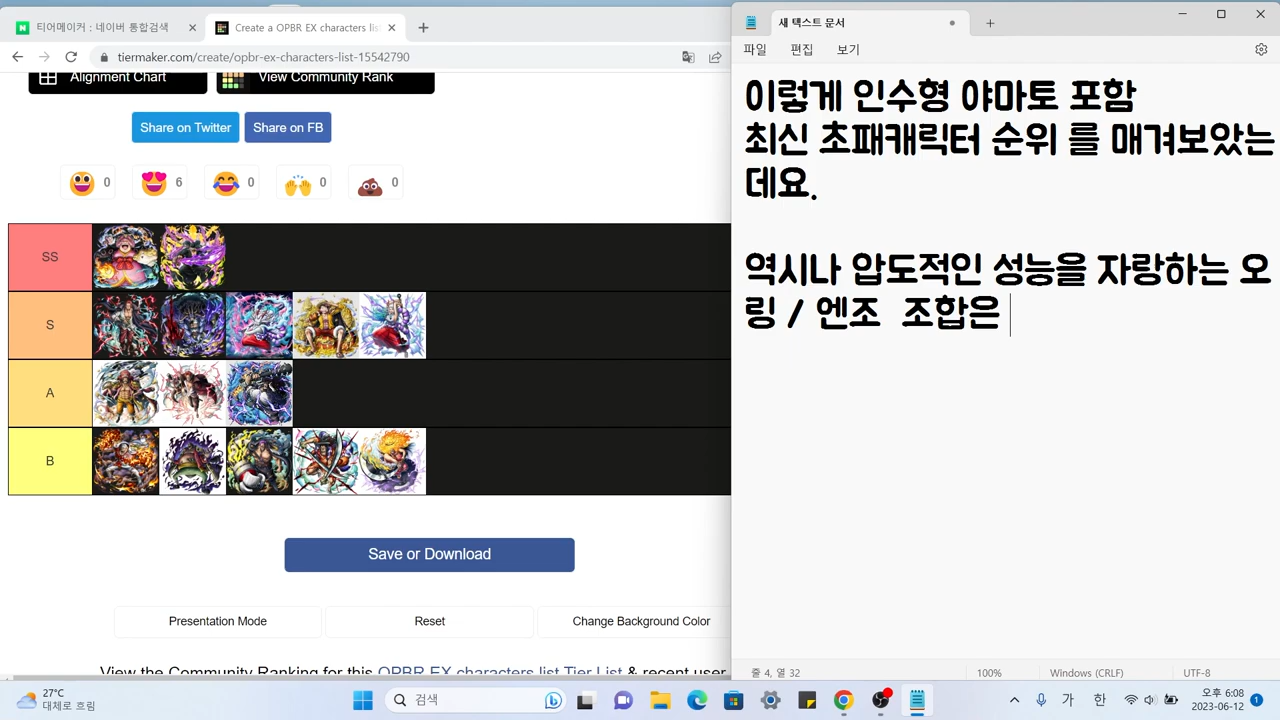 티어메이커 : 네이버 통합검색
Create a OPBR EX characters lis
tiermaker.com/create/opbr-ex-characters-list-15542790
Alignment Chart
View Community Rank
Share on Twitter
Share on FB
0
6
0
0
0
SS
S
A
B
Save or Download
Presentation Mode
Reset
Change Background Color
View the Community Ranking for this OPBR EX characters list Tier List & recent user
새 텍스트 문서
파일
편집
보기
이렇게 인수형 야마토 포함
최신 초패캐릭터 순위 를 매겨보았는
데요.
역시나 압도적인 성능을 자랑하는 오
링 / 엔조 조합은
줄 4, 열 32
100%
Windows (CRLF)
UTF-8
27°C
대체로 흐림
검색
가
한
오후 6:08
2023-06-12
1